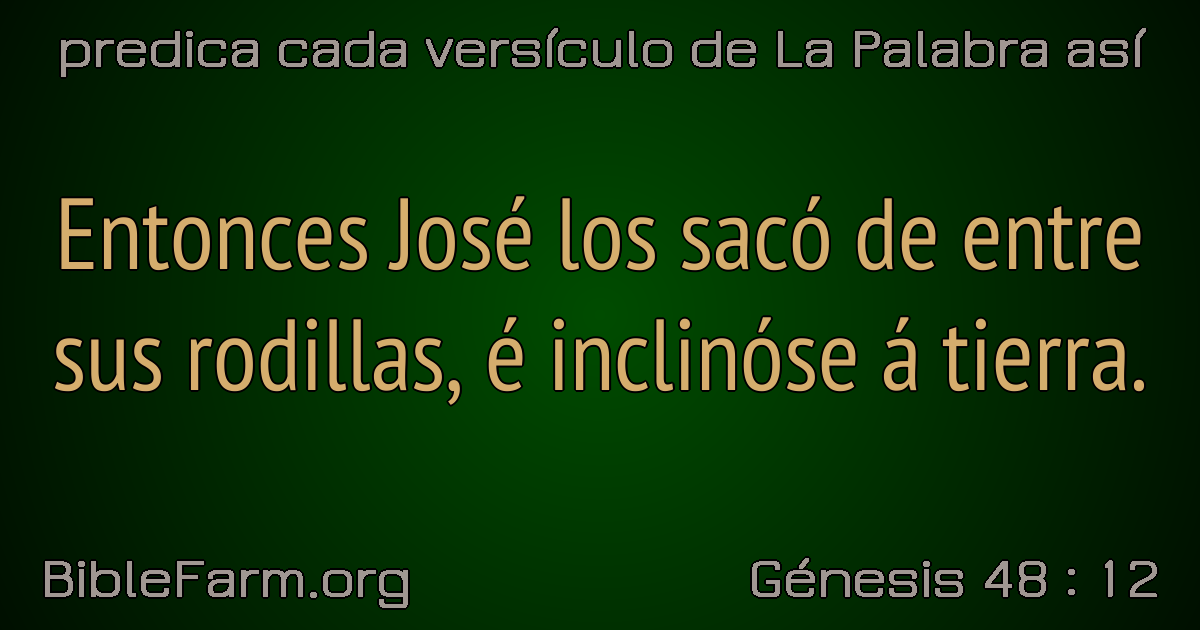 predica cada versículo de La Palabra así
Entonces José los sacó de entre
sus rodillas, é inclinóse á tierra.
BibleFarm.org
Génesis 48 : 12